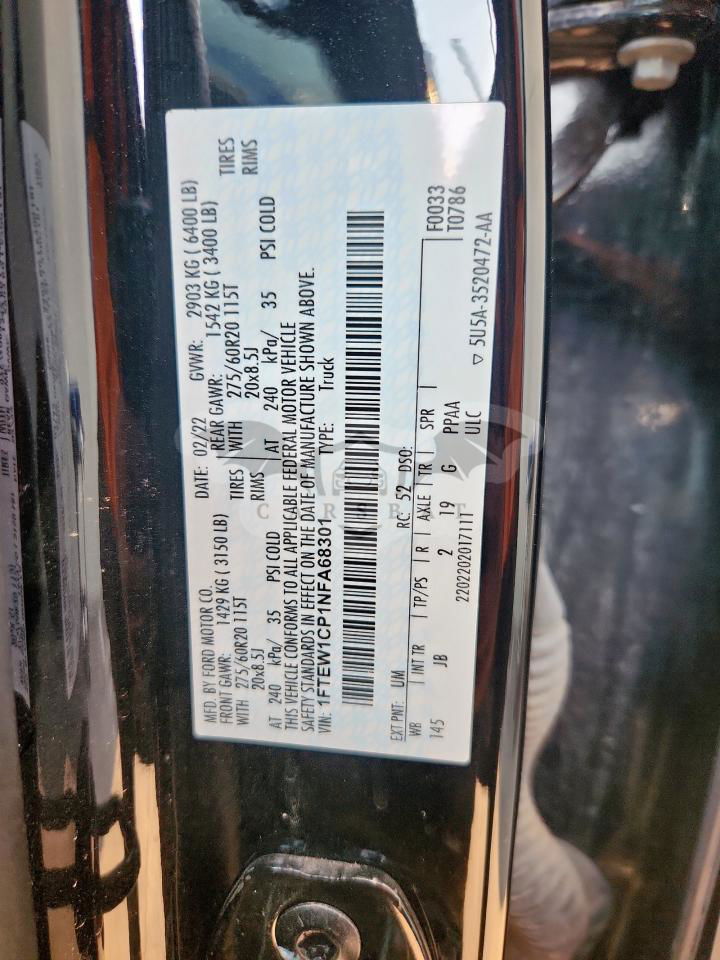 MFD. BY FORD MOTOR CO.
DATE: 02/22 GVWR: 2903 KG ( 6400 LB)
FRONT GAWR: 1429 KG ( 3150 LB) REAR GAWR: 1542 KG ( 3400 LB)
WITH 275/60R20 115T TIRES WITH 275/60R20 115T TIRES
20x8.5J RIMS 20x8.5J RIMS
AT 240 kPa/ 35 PSI COLD AT 240 kPa/ 35 PSI COLD
THIS VEHICLE CONFORMS TO ALL APPLICABLE FEDERAL MOTOR VEHICLE
SAFETY STANDARDS IN EFFECT ON THE DATE OF MANUFACTURE SHOWN ABOVE.
VIN: 1FTEW1CP1NFA68301 TYPE: Truck
EXT PNT: UM RC: 52 DSO:
WB INT TR TP/PS R AXLE TR SPR F0033
145 JB 2 19 G PPAA T0786
22022020171117 ULC
▽ 5U5A-3520472-AA
CARSBAT